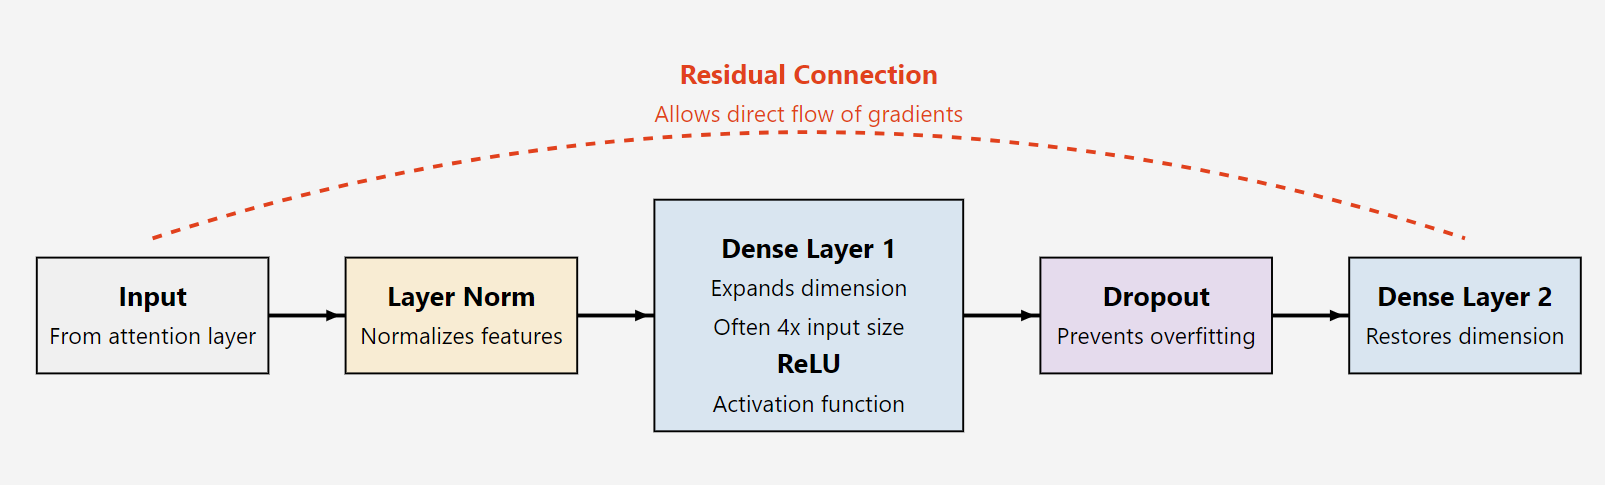 Residual Connection
Allows direct flow of gradients
Input
From attention layer
Layer Norm
Normalizes features
Dense Layer 1
Expands dimension
Often 4x input size
ReLU
Activation function
Dropout
Prevents overfitting
Dense Layer 2
Restores dimension